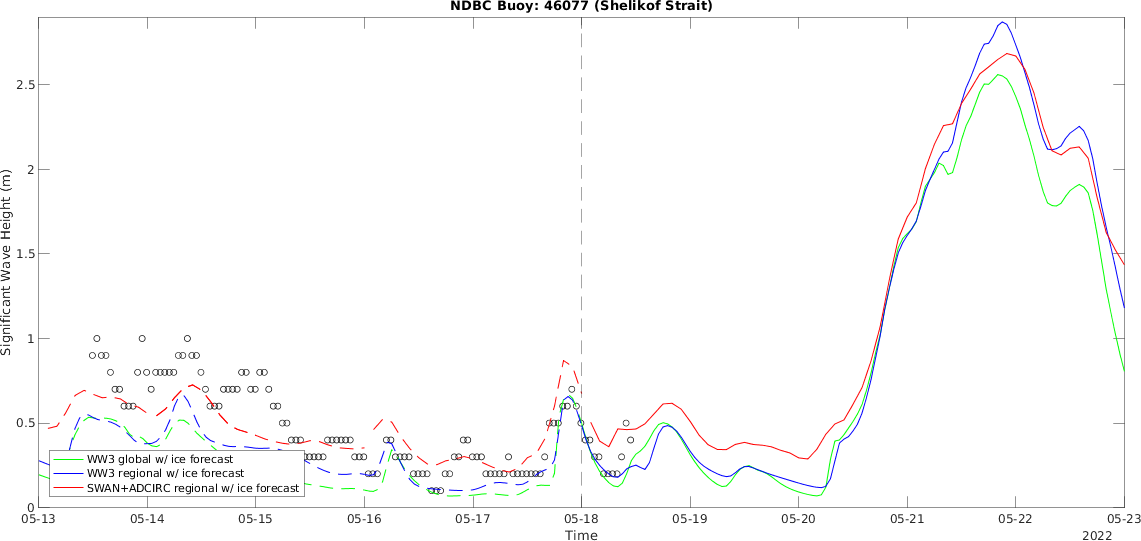 NDBC Buoy: 46077 (Shelikof Strait)
Significant Wave Height (m)
2.5
2
1.5
1
0.5
0
WW3 global w/ ice forecast
WW3 regional w/ ice forecast
SWAN+ADCIRC regional w/ ice forecast
05-13 05-14 05-15 05-16 05-17 05-18 05-19 05-20 05-21 05-22 05-23
Time
2022